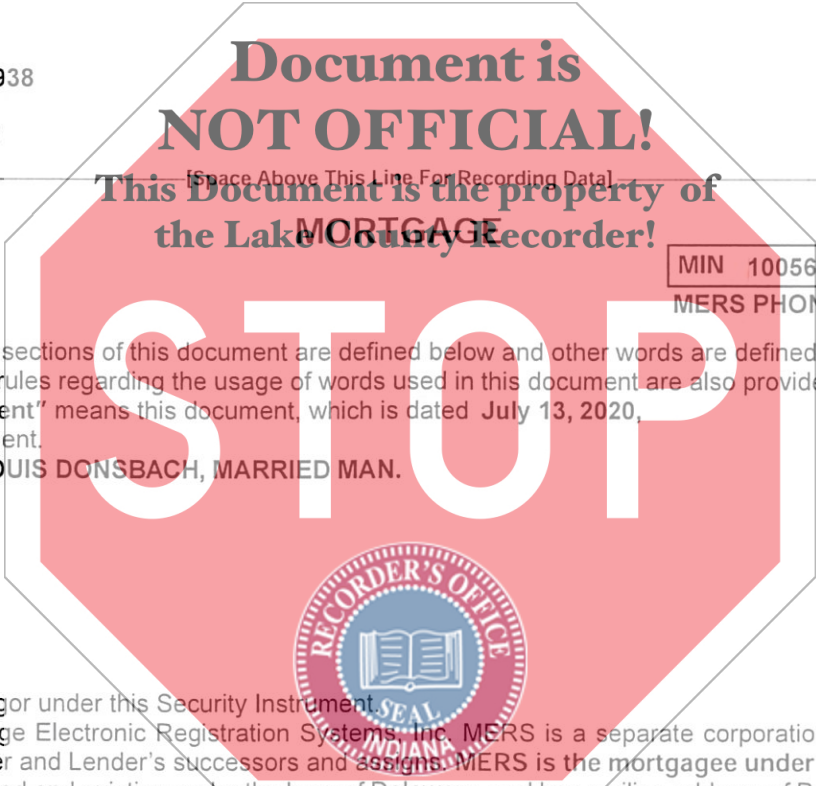 938
Document is
NOT OFFICIAL!
[Space Above This Line For Recording Data]
This Document is the property of
the Lake County Recorder!
MORTGAGE
MIN 10056
MERS PHON
STOP
sections of this document are defined below and other words are defined
rules regarding the usage of words used in this document are also provide
ent" means this document, which is dated July 13, 2020,
ent.
OUIS DONSBACH, MARRIED MAN.
RECORDER'S OFFICE
SEAL
INDIANA
gor under this Security Instrument.
ge Electronic Registration Systems, Inc. MERS is a separate corporatio
er and Lender's successors and assigns. MERS is the mortgagee under